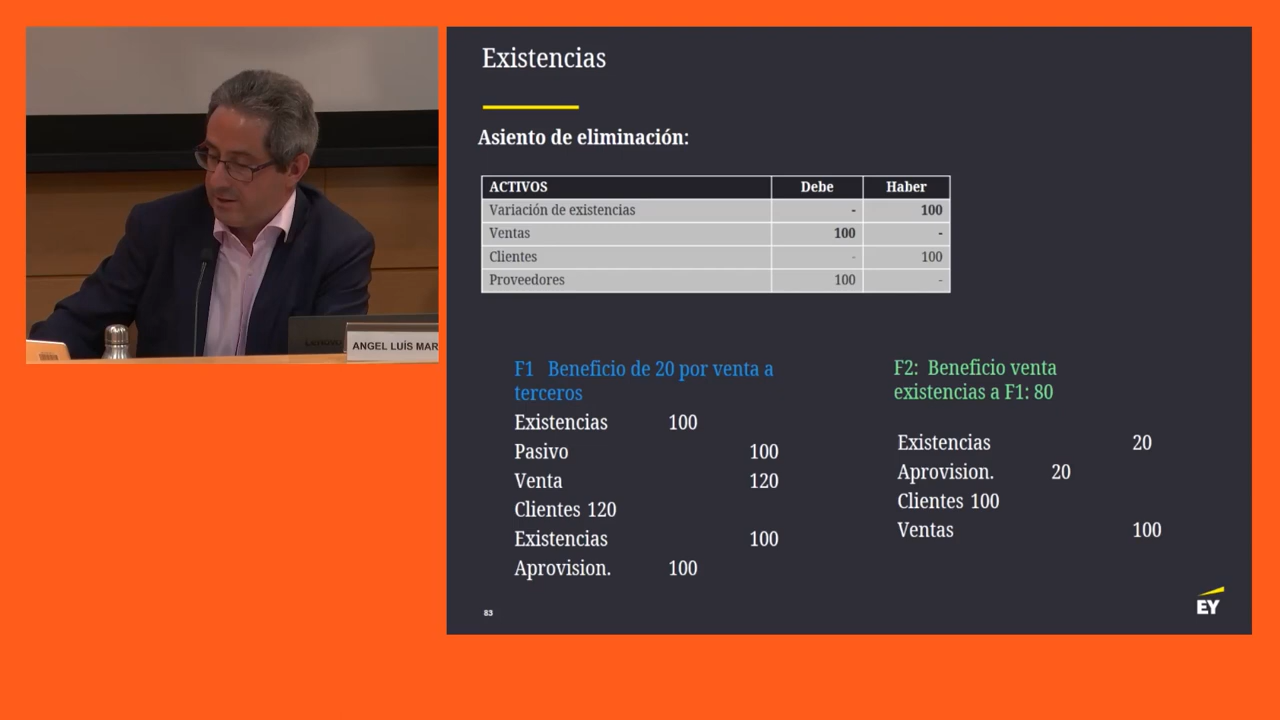 Existencias
Asiento de eliminación:
ACTIVOS Debe Haber
Variación de existencias - 100
Ventas 100 -
Clientes - 100
Proveedores 100 -
F1 Beneficio de 20 por venta a
terceros
Existencias 100
Pasivo 100
Venta 120
Clientes 120
Existencias 100
Aprovision. 100
F2: Beneficio venta
existencias a F1: 80
Existencias 20
Aprovision. 20
Clientes 100
Ventas 100
83
EY
ANGEL LUÍS MAR